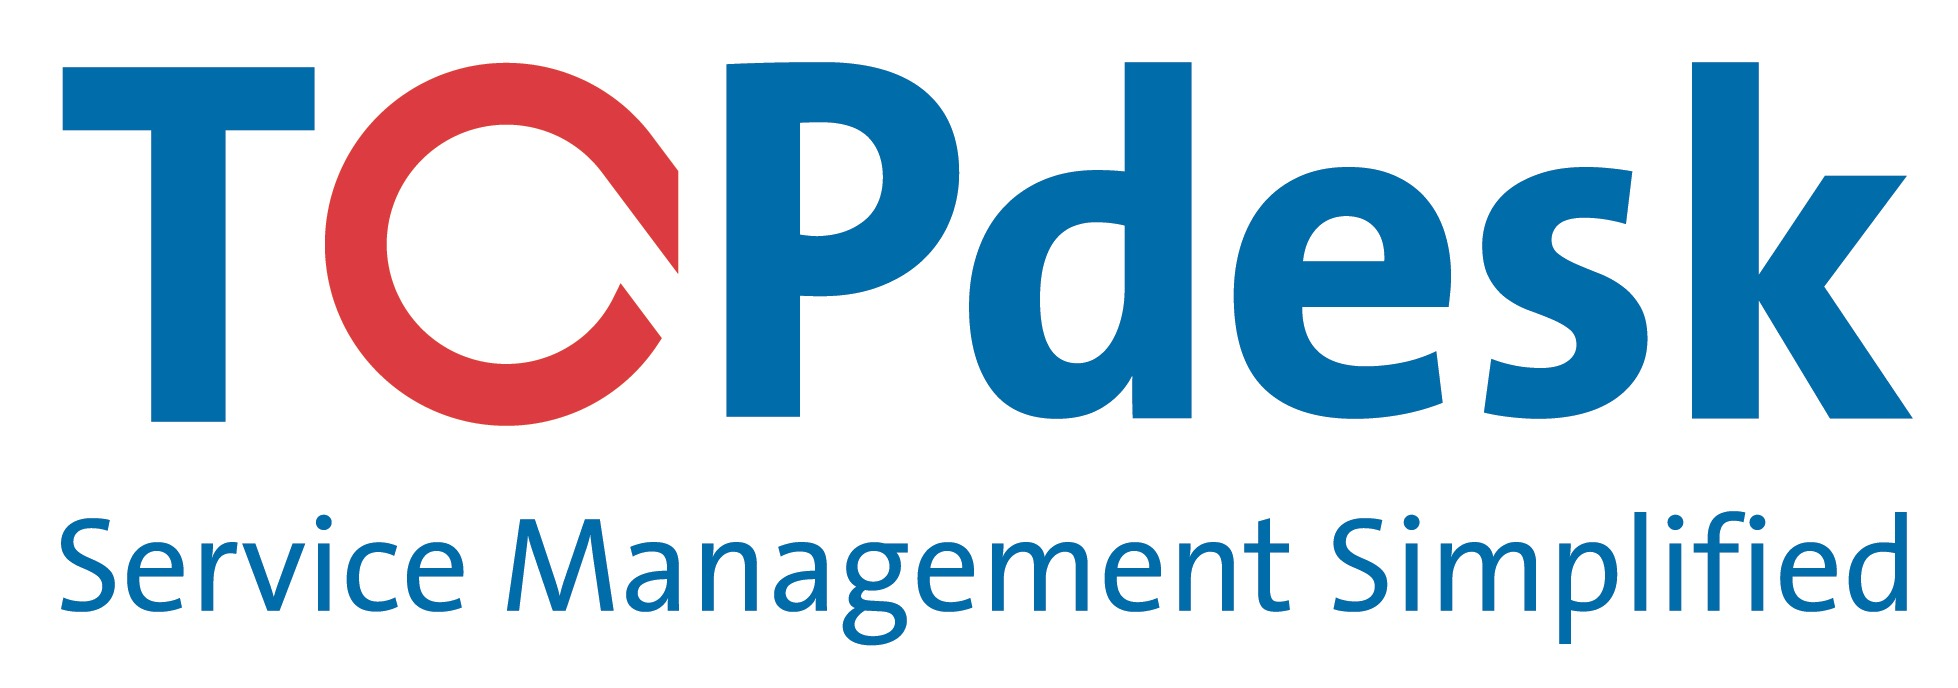 TOPdesk
Service Management Simplified